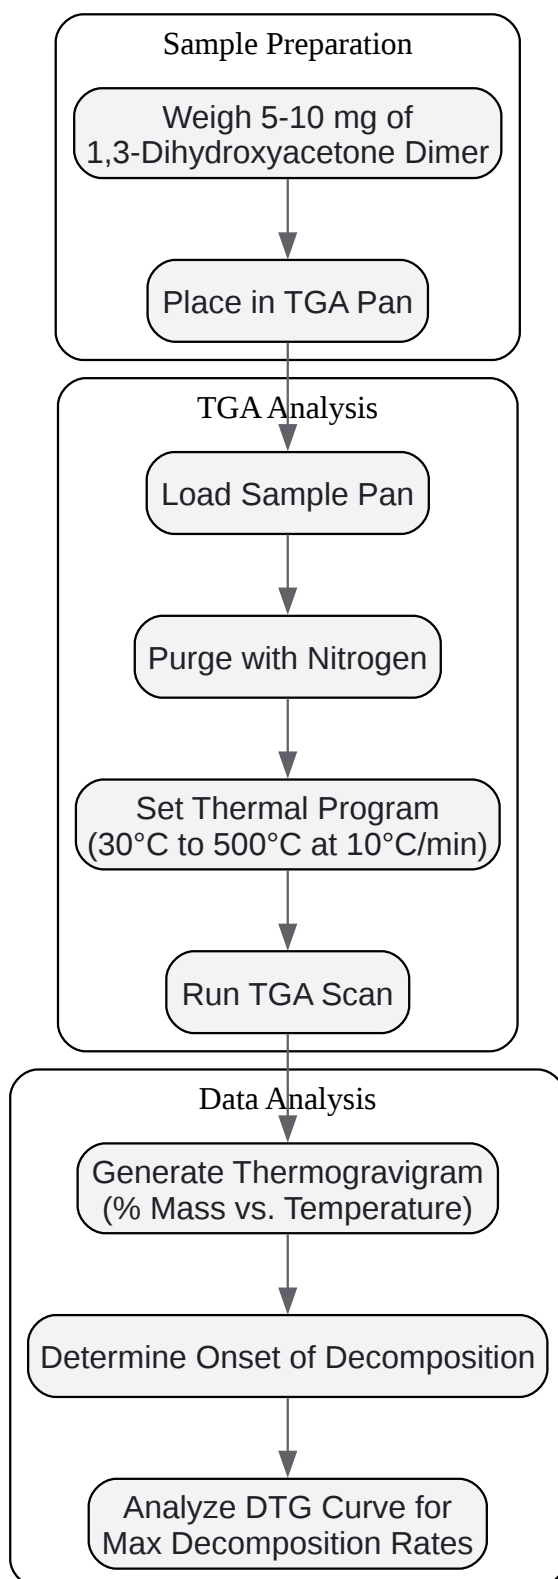 Sample Preparation
Weigh 5-10 mg of
1,3-Dihydroxyacetone Dimer
Place in TGA Pan
TGA Analysis
Load Sample Pan
Purge with Nitrogen
Set Thermal Program
(30°C to 500°C at 10°C/min)
Run TGA Scan
Data Analysis
Generate Thermogravigram
(% Mass vs. Temperature)
Determine Onset of Decomposition
Analyze DTG Curve for
Max Decomposition Rates